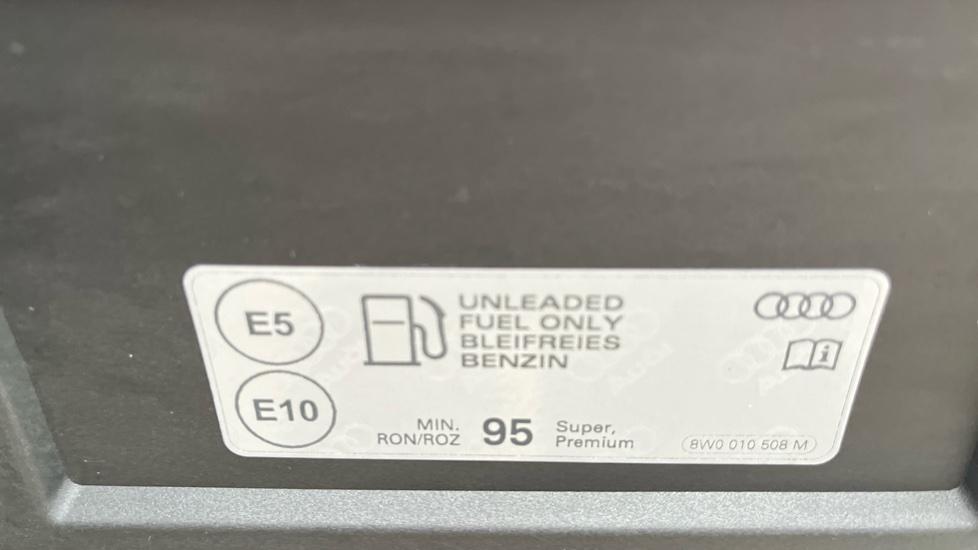 E5
E10
UNLEADED
FUEL ONLY
BLEIFREIES
BENZIN
MIN.
RON/ROZ
95
Super,
Premium
8W0 010 508 M